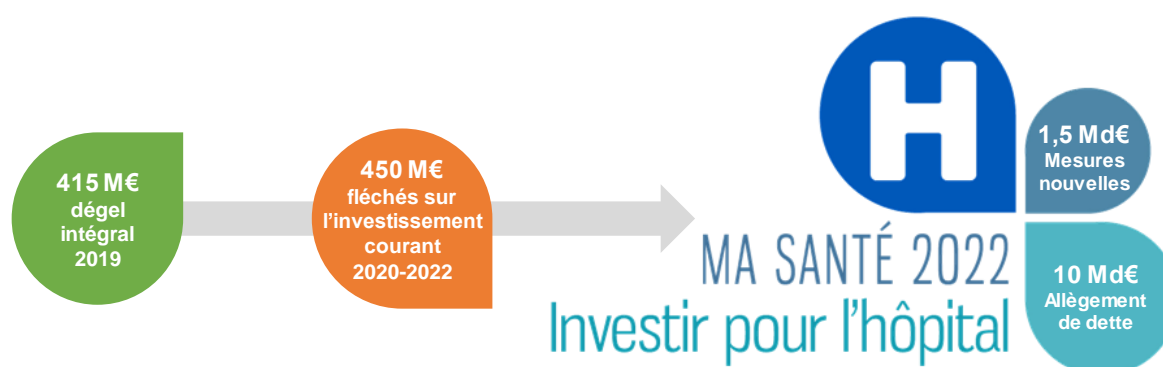 415 M€
dégel
intégral
2019
450 M€
fléchés sur
l'investissement
courant
2020-2022
H
1,5 Md€
Mesures
nouvelles
MA SANTÉ 2022
Investir pour l'hôpital
10 Md€
Allègement
de dette